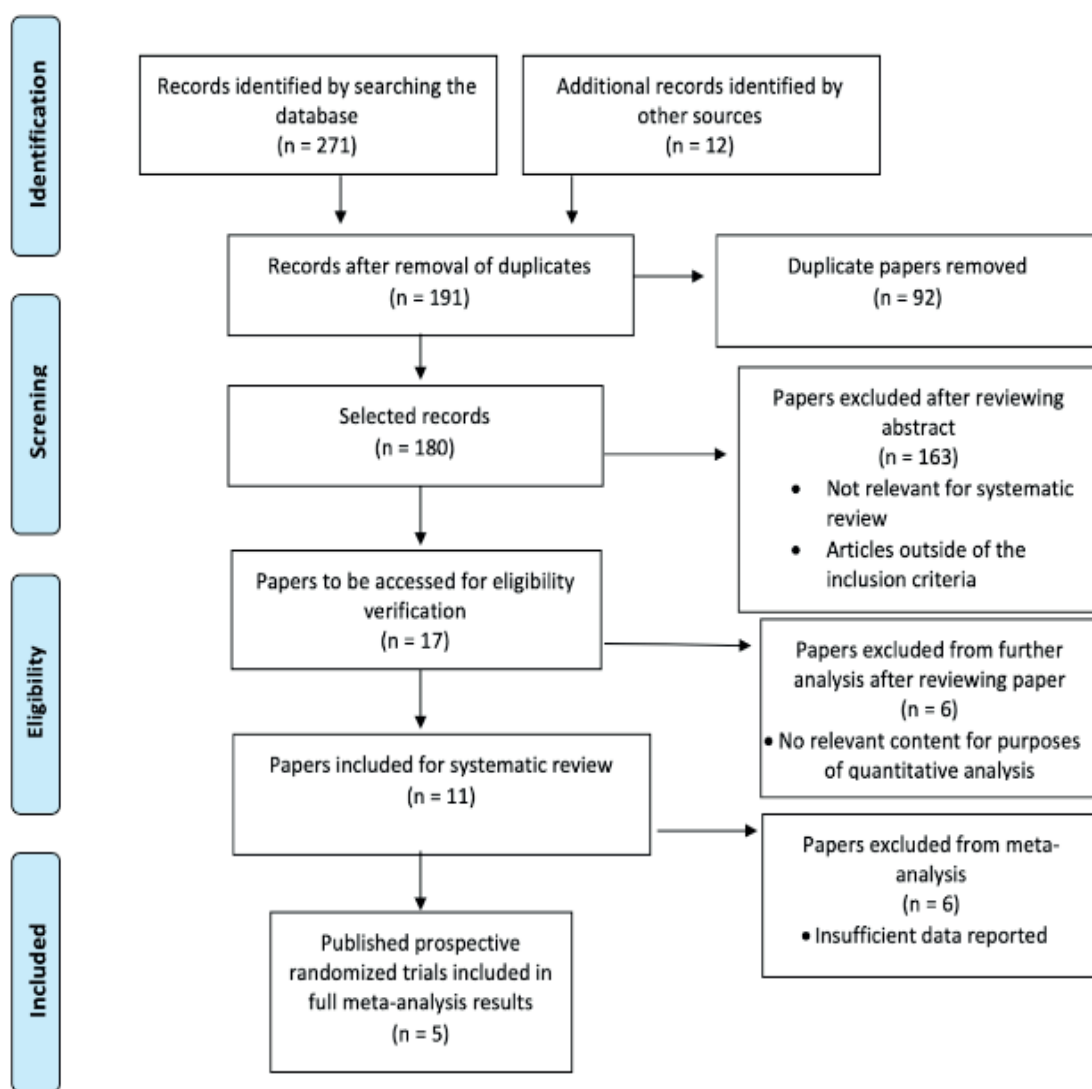 Identification
Records identified by searching the
database
(n = 271)
Additional records identified by
other sources
(n = 12)
Records after removal of duplicates
(n = 191)
Duplicate papers removed
(n = 92)
Screening
Selected records
(n = 180)
Papers excluded after reviewing
abstract
(n = 163)
• Not relevant for systematic
review
• Articles outside of the
inclusion criteria
Eligibility
Papers to be accessed for eligibility
verification
(n = 17)
Papers excluded from further
analysis after reviewing paper
(n = 6)
• No relevant content for purposes
of quantitative analysis
Papers included for systematic review
(n = 11)
Papers excluded from meta-
analysis
(n = 6)
• Insufficient data reported
Included
Published prospective
randomized trials included in
full meta-analysis results
(n = 5)